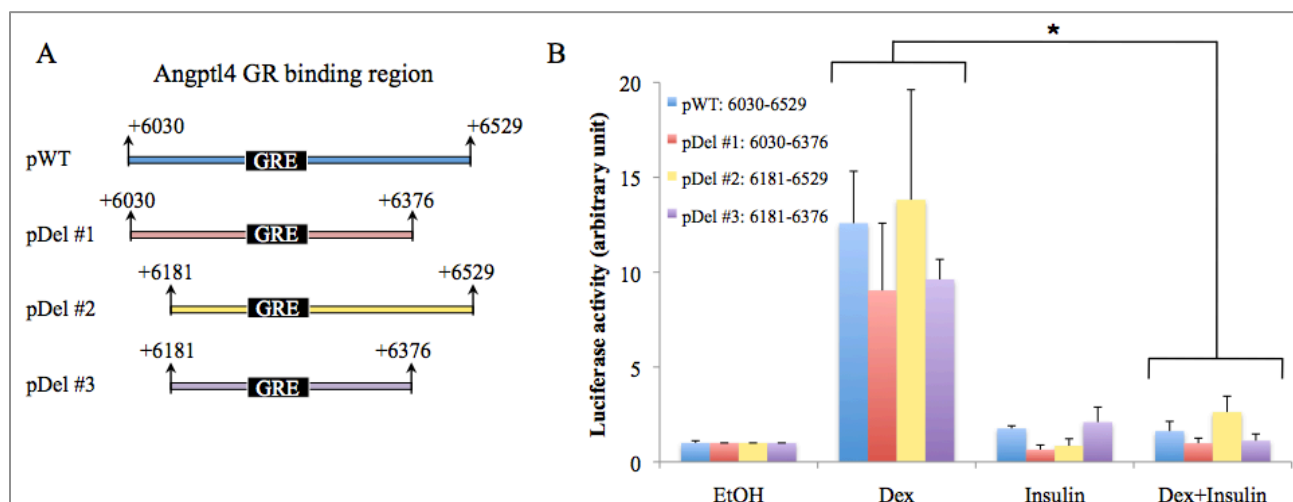 A
Angptl4 GR binding region
+6030
+6529
pWT
GRE
+6030
+6376
pDel #1
GRE
+6181
+6529
pDel #2
GRE
+6181
+6376
pDel #3
GRE
B
*
Luciferase activity (arbitrary unit)
20
15
10
5
0
pWT: 6030-6529
pDel #1: 6030-6376
pDel #2: 6181-6529
pDel #3: 6181-6376
EtOH
Dex
Insulin
Dex+Insulin